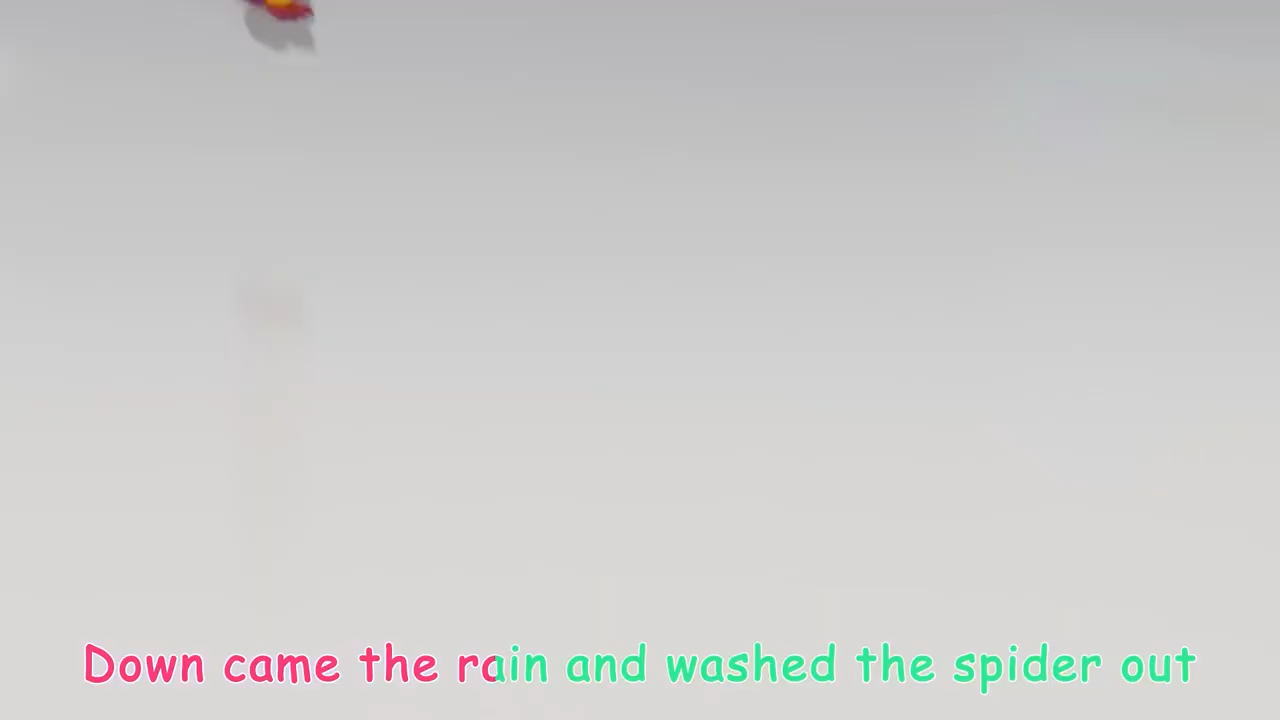 Down came the rain and washed the spider out